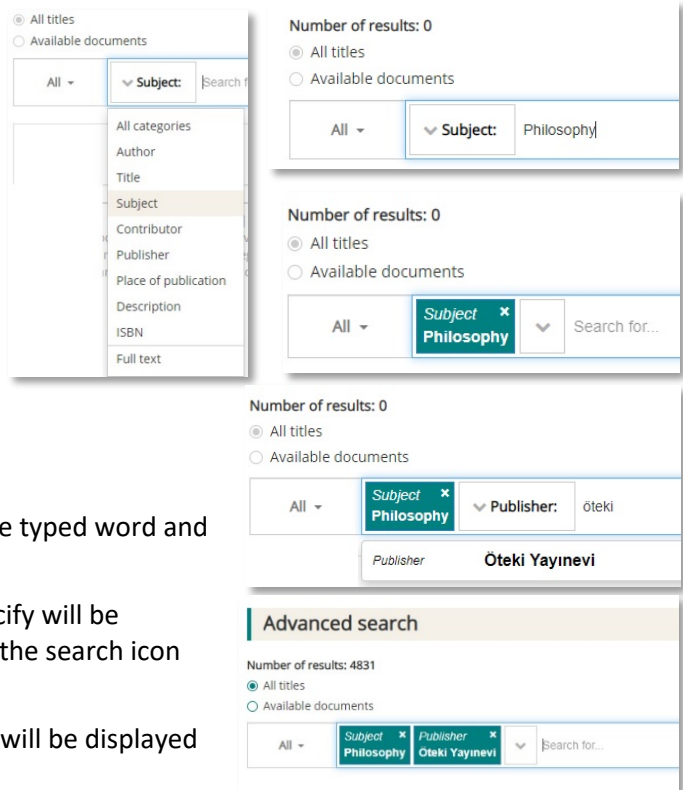 All titles
Available documents
All
Subject:
Search f
All categories
Author
Title
Subject
Contributor
Publisher
Place of publication
Description
ISBN
Full text
Number of results: 0
All titles
Available documents
All
Subject:
Philosophy
Number of results: 0
All titles
Available documents
All
Subject x
Philosophy
Search for...
Number of results: 0
All titles
Available documents
All
Subject x
Philosophy
Publisher:
öteki
Publisher Öteki Yayınevi
e typed word and
cify will be
the search icon
will be displayed
Advanced search
Number of results: 4831
All titles
Available documents
All
Subject x
Philosophy
Publisher x
Öteki Yayınevi
Search for...